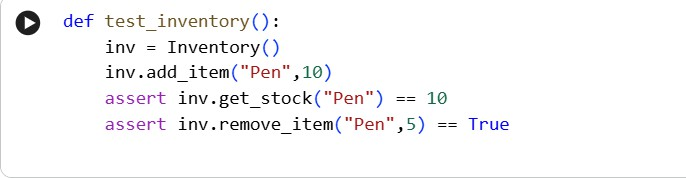 def test_inventory():
    inv = Inventory()
    inv.add_item("Pen",10)
    assert inv.get_stock("Pen") == 10
    assert inv.remove_item("Pen",5) == True